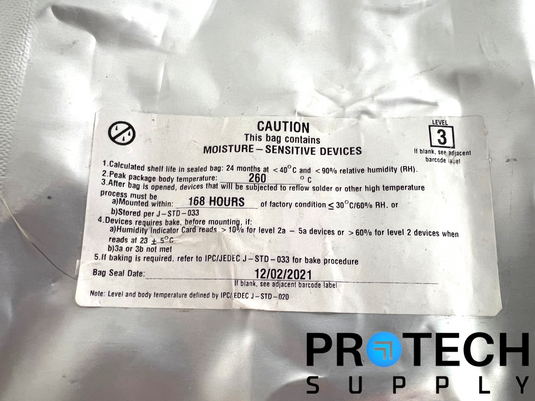 CAUTION
This bag contains
MOISTURE-SENSITIVE DEVICES
LEVEL
3
If blank, see adjacent
barcode label
1.Calculated shelf life in sealed bag: 24 months at <40°C and <90% relative humidity (RH).
2.Peak package body temperature: 260 °C
3.After bag is opened, devices that will be subjected to reflow solder or other high temperature
process must be
a)Mounted within: 168 HOURS of factory condition ≤30°C/60% RH. or
b)Stored per J-STD-033
4.Devices requires bake, before mounting, if:
a)Humidity Indicator Card reads >10% for level 2a - 5a devices or >60% for level 2 devices when
reads at 23 ± 5°C
b)3a or 3b not met
5.If baking is required, refer to IPC/JEDEC J-STD-033 for bake procedure
Bag Seal Date: 12/02/2021
If blank, see adjacent barcode label
Note: Level and body temperature defined by IPC/EDEC J-STD-020
PROTECH
SUPPLY